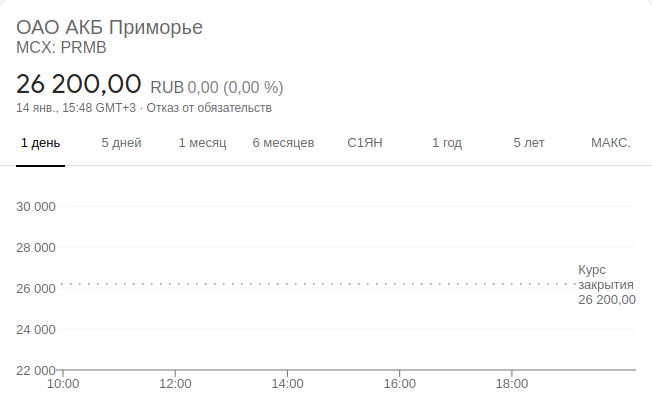 ОАО АКБ Приморье
MCX: PRMB
26 200,00 RUB 0,00 (0,00 %)
14 янв., 15:48 GMT+3 · Отказ от обязательств
1 день 5 дней 1 месяц 6 месяцев С1ЯН 1 год 5 лет МАКС.
30 000
28 000
26 000
24 000
22 000
Курс
закрытия
26 200,00
10:00 12:00 14:00 16:00 18:00